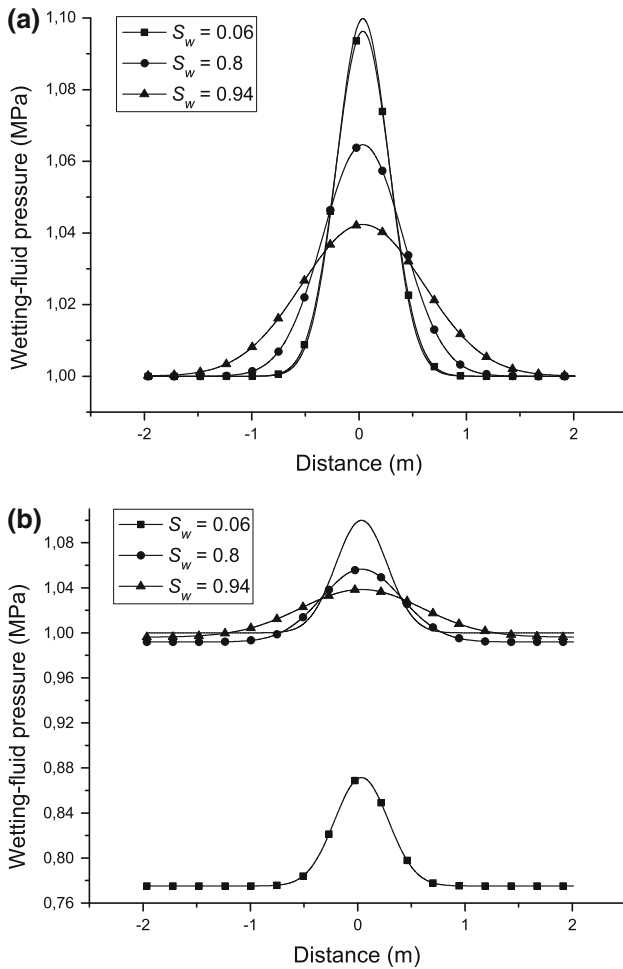 (a)
S_w = 0.06
S_w = 0.8
S_w = 0.94
Wetting-fluid pressure (MPa)
1,10
1,08
1,06
1,04
1,02
1,00
-2 -1 0 1 2
Distance (m)
(b)
S_w = 0.06
S_w = 0.8
S_w = 0.94
Wetting-fluid pressure (MPa)
1,08
1,04
1,00
0,96
0,92
0,88
0,84
0,80
0,76
-2 -1 0 1 2
Distance (m)